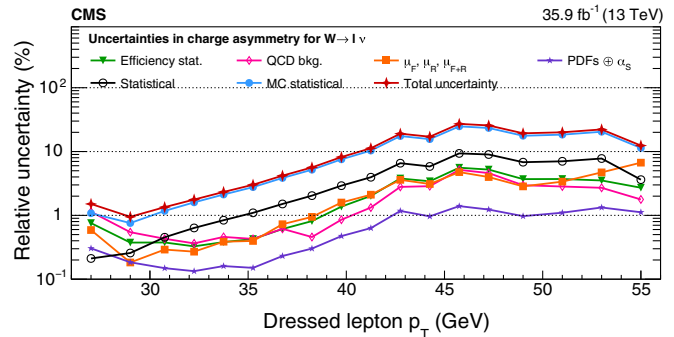 CMS 35.9 fb⁻¹ (13 TeV)
Uncertainties in charge asymmetry for W→l ν
Efficiency stat. QCD bkg. μF, μR, μF+R PDFs ⊕ αS
Statistical MC statistical Total uncertainty
Relative uncertainty (%)
10²
10
1
10⁻¹
30 35 40 45 50 55
Dressed lepton pT (GeV)